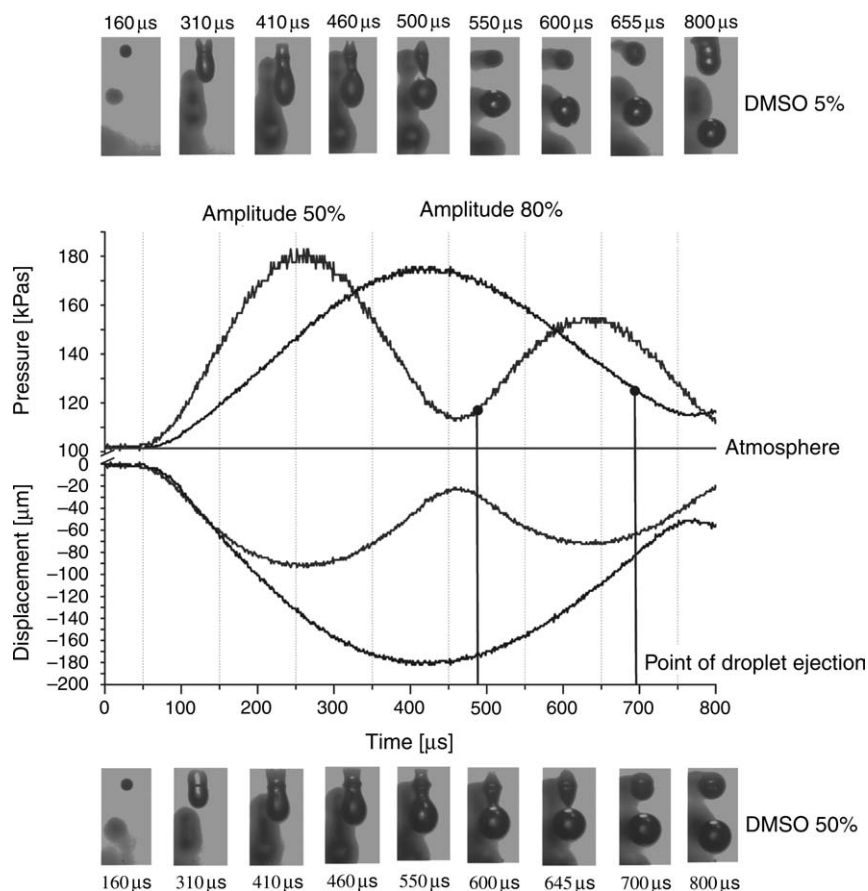 160 µs 310 µs 410 µs 460 µs 500 µs 550 µs 600 µs 655 µs 800 µs
DMSO 5%
Amplitude 50% Amplitude 80%
Pressure [kPas]
180
160
140
120
100
Atmosphere
Displacement [µm]
0
−20
−40
−60
−80
−100
−120
−140
−160
−180
−200
Point of droplet ejection
0 100 200 300 400 500 600 700 800
Time [µs]
DMSO 50%
160 µs 310 µs 410 µs 460 µs 550 µs 600 µs 645 µs 700 µs 800 µs